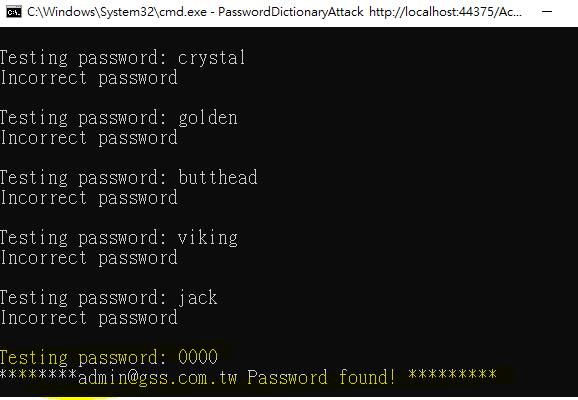 C:\Windows\System32\cmd.exe - PasswordDictionaryAttack http://localhost:44375/Ac...
Testing password: crystal
Incorrect password
Testing password: golden
Incorrect password
Testing password: butthead
Incorrect password
Testing password: viking
Incorrect password
Testing password: jack
Incorrect password
Testing password: 0000
********admin@gss.com.tw Password found! *********